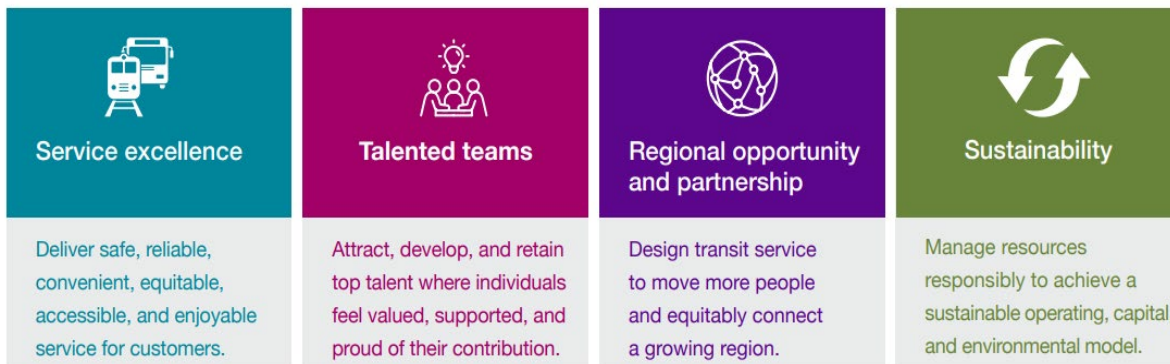 Service excellence
Deliver safe, reliable,
convenient, equitable,
accessible, and enjoyable
service for customers.
Talented teams
Attract, develop, and retain
top talent where individuals
feel valued, supported, and
proud of their contribution.
Regional opportunity
and partnership
Design transit service
to move more people
and equitably connect
a growing region.
Sustainability
Manage resources
responsibly to achieve a
sustainable operating, capital
and environmental model.